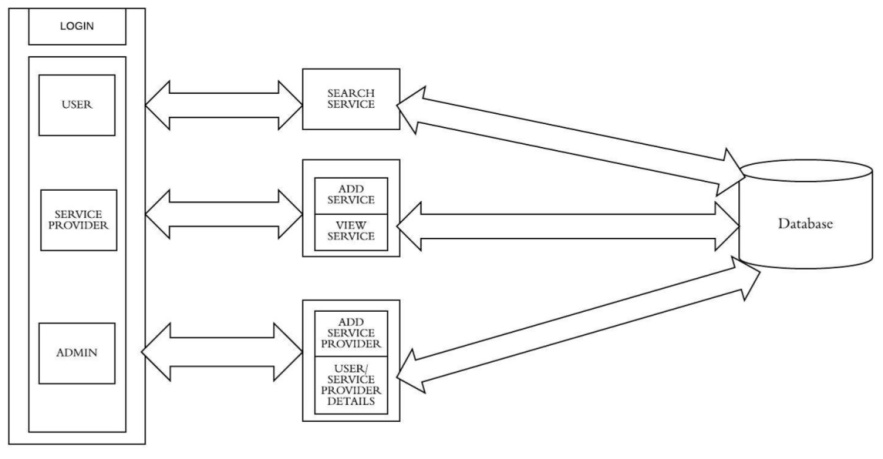 LOGIN
USER
SEARCH
SERVICE
SERVICE
PROVIDER
ADD
SERVICE
VIEW
SERVICE
Database
ADMIN
ADD
SERVICE
PROVIDER
USER/
SERVICE
PROVIDER
DETAILS